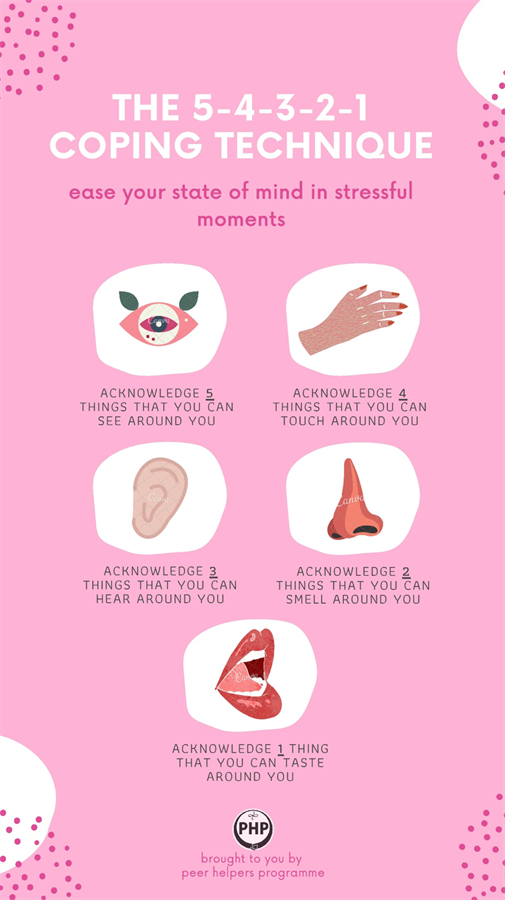 THE 5-4-3-2-1
COPING TECHNIQUE
ease your state of mind in stressful
moments
ACKNOWLEDGE 5
THINGS THAT YOU CAN
SEE AROUND YOU
ACKNOWLEDGE 4
THINGS THAT YOU CAN
TOUCH AROUND YOU
ACKNOWLEDGE 3
THINGS THAT YOU CAN
HEAR AROUND YOU
Canva
ACKNOWLEDGE 2
THINGS THAT YOU CAN
SMELL AROUND YOU
ACKNOWLEDGE 1 THING
THAT YOU CAN TASTE
AROUND YOU
PHP
brought to you by
peer helpers programme